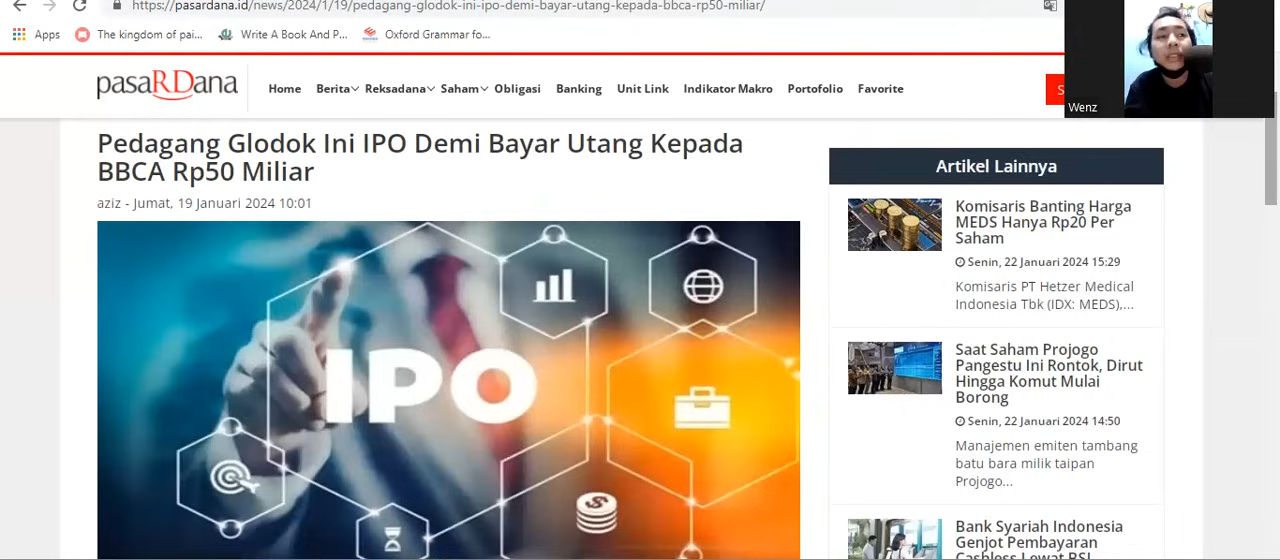 https://pasardana.id/news/2024/1/19/pedagang-glodok-ini-ipo-demi-bayar-utang-kepada-bbca-rp50-miliar/
Apps
The kingdom of pai...
Write A Book And P...
Oxford Grammar fo...
Wenz
pasaRDana
Home
Berita
Reksadana
Saham
Obligasi
Banking
Unit Link
Indikator Makro
Portofolio
Favorite
S
Pedagang Glodok Ini IPO Demi Bayar Utang Kepada
BBCA Rp50 Miliar
aziz - Jumat, 19 Januari 2024 10:01
IPO
Artikel Lainnya
Komisaris Banting Harga
MEDS Hanya Rp20 Per
Saham
Senin, 22 Januari 2024 15:29
Komisaris PT Hetzer Medical
Indonesia Tbk (IDX: MEDS),...
Saat Saham Projogo
Pangestu Ini Rontok, Dirut
Hingga Komut Mulai
Borong
Senin, 22 Januari 2024 14:50
Manajemen emiten tambang
batu bara milik taipan
Projogo...
Bank Syariah Indonesia
Genjot Pembayaran
Cashless Lewat BSI